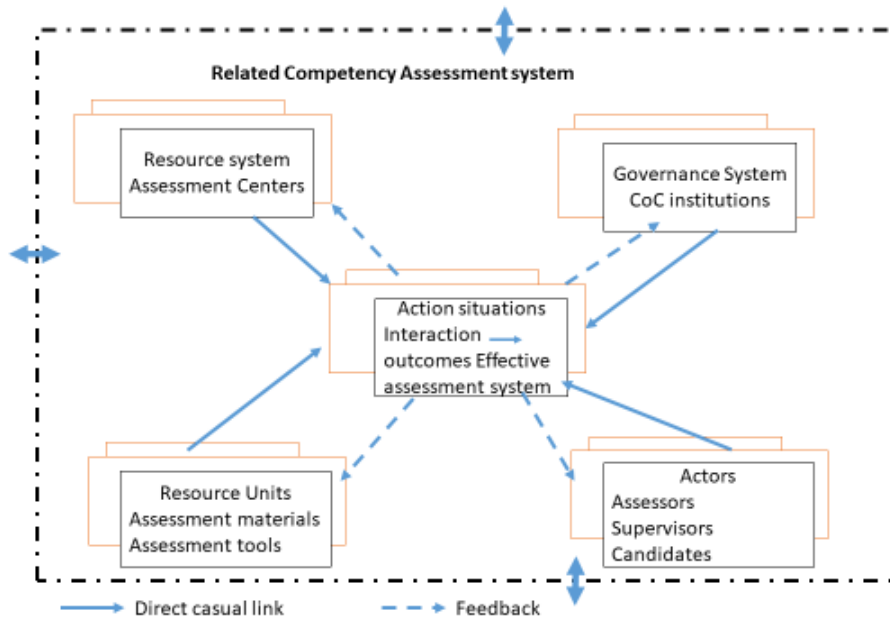 Related Competency Assessment system
Resource system
Assessment Centers
Governance System
CoC institutions
Action situations
Interaction
outcomes Effective
assessment system
Resource Units
Assessment materials
Assessment tools
Actors
Assessors
Supervisors
Candidates
Direct casual link
Feedback